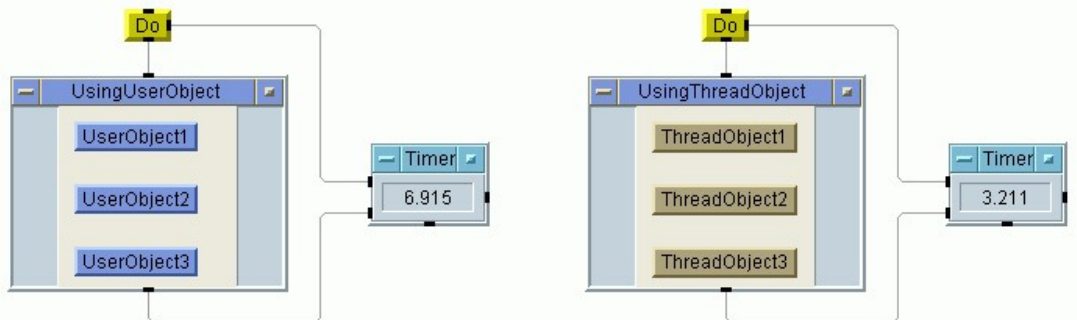 Do
UsingUserObject
UserObject1
UserObject2
UserObject3
Timer
6.915
Do
UsingThreadObject
ThreadObject1
ThreadObject2
ThreadObject3
Timer
3.211